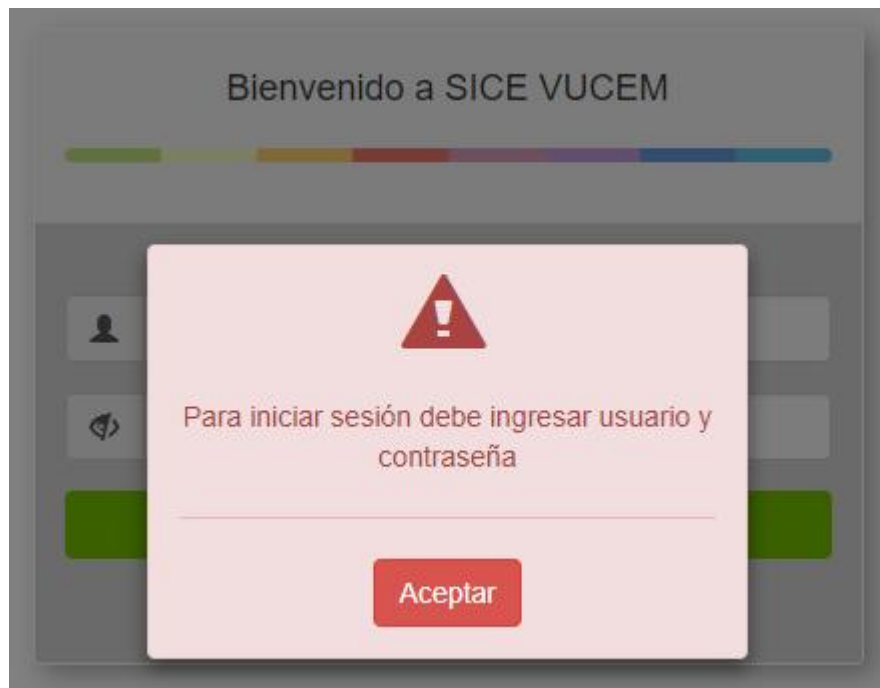 Bienvenido a SICE VUCEM
Para iniciar sesión debe ingresar usuario y
contraseña
Aceptar